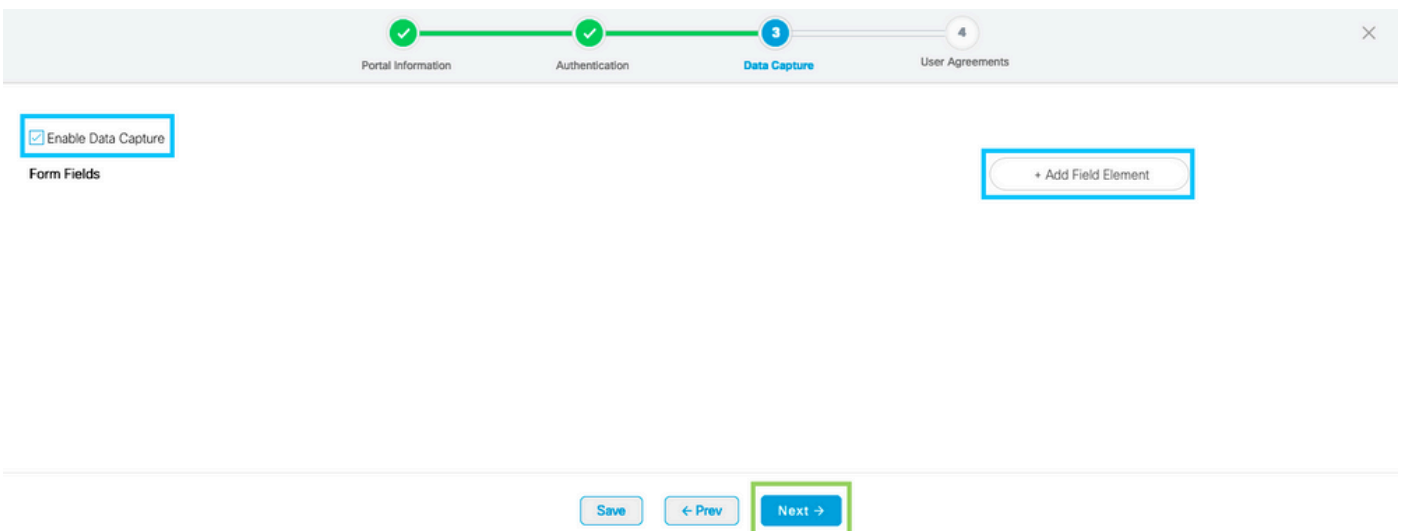 3
4
Portal Information
Authentication
Data Capture
User Agreements
Enable Data Capture
Form Fields
+ Add Field Element
Save
← Prev
Next →